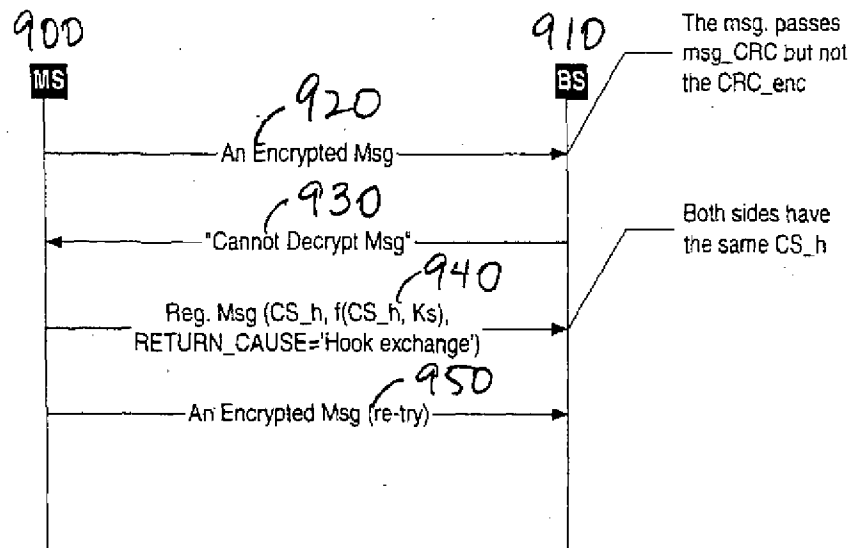 900
910
The msg. passes
msg_CRC but not
the CRC_enc
MS
BS
920
An Encrypted Msg
930
"Cannot Decrypt Msg"
Both sides have
the same CS_h
940
Reg. Msg (CS_h, f(CS_h, Ks),
RETURN_CAUSE='Hook exchange')
950
An Encrypted Msg (re-try)